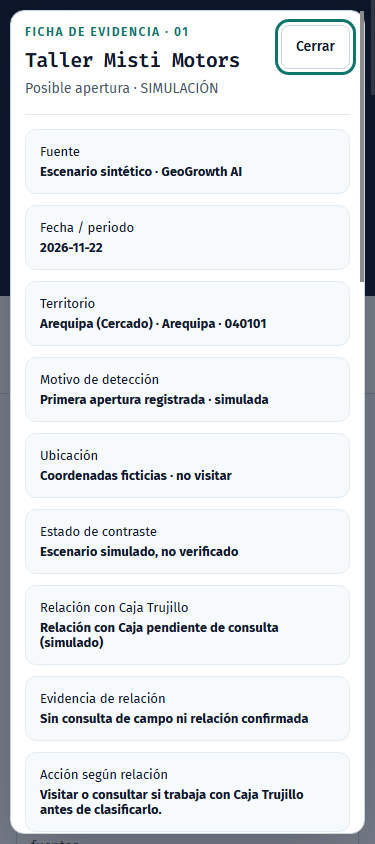 FICHA DE EVIDENCIA · 01
Cerrar
Taller Misti Motors
Posible apertura · SIMULACIÓN
Fuente
Escenario sintético · GeoGrowth AI
Fecha / periodo
2026-11-22
Territorio
Arequipa (Cercado) · Arequipa · 040101
Motivo de detección
Primera apertura registrada · simulada
Ubicación
Coordenadas ficticias · no visitar
Estado de contraste
Escenario simulado, no verificado
Relación con Caja Trujillo
Relación con Caja pendiente de consulta
(simulado)
Evidencia de relación
Sin consulta de campo ni relación confirmada
Acción según relación
Visitar o consultar si trabaja con Caja Trujillo
antes de clasificarlo.